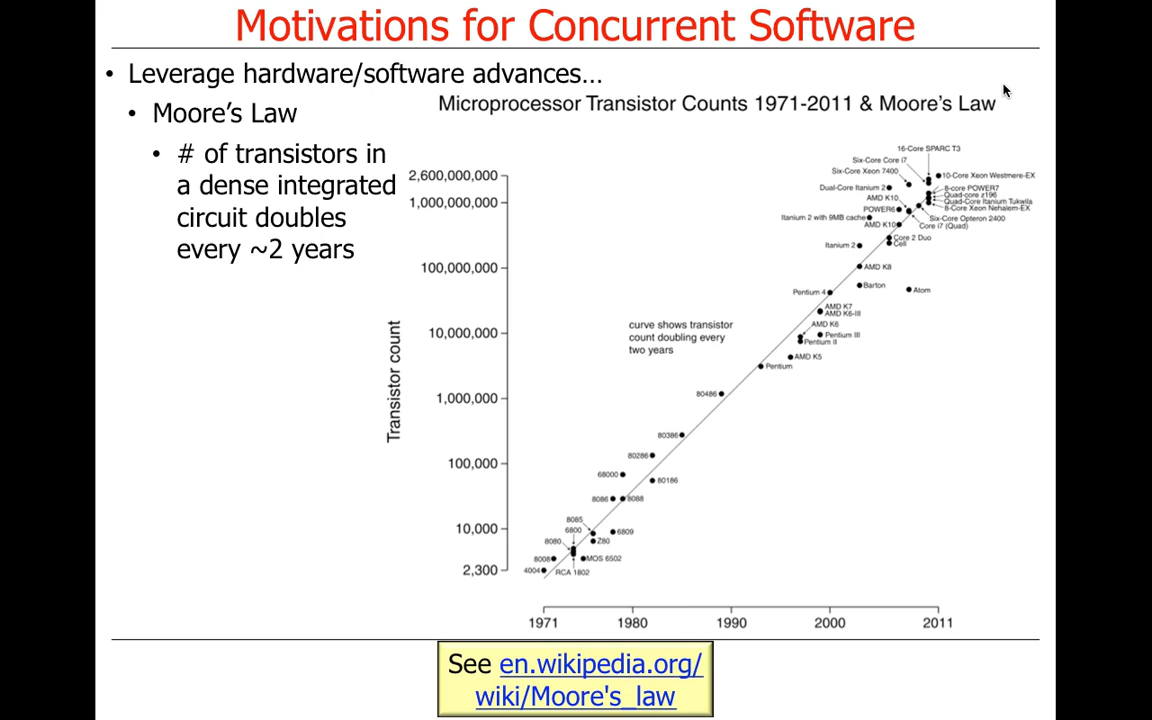 Motivations for Concurrent Software
• Leverage hardware/software advances…
• Moore's Law
• # of transistors in
a dense integrated
circuit doubles
every ~2 years
Microprocessor Transistor Counts 1971-2011 & Moore's Law
Transistor count
2,600,000,000
1,000,000,000
100,000,000
10,000,000
1,000,000
100,000
10,000
2,300
curve shows transistor
count doubling every
two years
16-Core SPARC T3
Six-Core Core i7
Six-Core Xeon 7400
10-Core Xeon Westmere-EX
Dual-Core Itanium 2
8-core POWER7
Quad-core z196
AMD K10
Quad-Core Itanium Tukwila
POWER6
8-Core Xeon Nehalem-EX
Itanium 2 with 9MB cache
Six-Core Opteron 2400
AMD K10
Core i7 (Quad)
Core 2 Duo
Itanium 2
Cell
AMD K8
Barton
Pentium 4
Atom
AMD K7
AMD K6-III
AMD K6
Pentium III
Pentium II
AMD K5
Pentium
80486
80386
80286
68000
80186
8086
8088
8085
6800
6809
8080
Z80
8008
MOS 6502
4004
RCA 1802
1971
1980
1990
2000
2011
See en.wikipedia.org/
wiki/Moore's_law